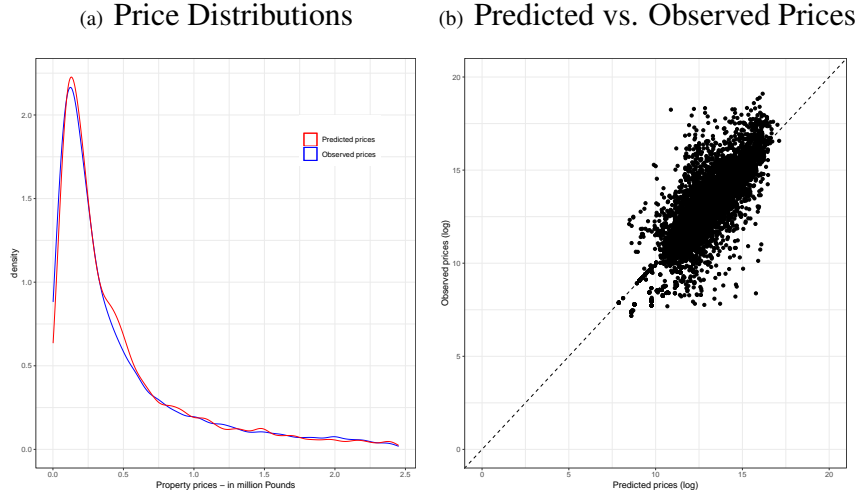 (a) Price Distributions
2.0
1.5
1.0
0.5
0.0
density
Predicted prices
Observed prices
0.0 0.5 1.0 1.5 2.0 2.5
Property prices − in million Pounds
(b) Predicted vs. Observed Prices
20
15
10
5
0
Observed prices (log)
0 5 10 15 20
Predicted prices (log)